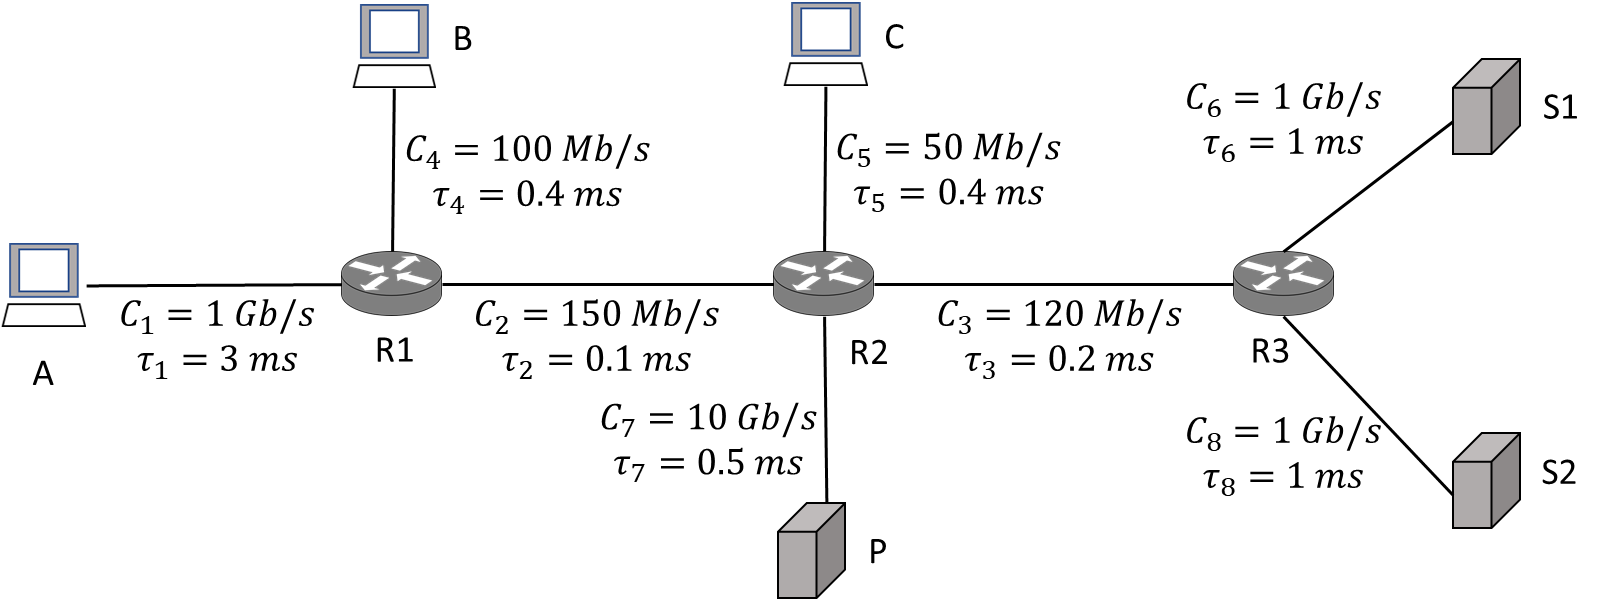 B
C
C₆ = 1 Gb/s
τ₆ = 1 ms
S1
C₄ = 100 Mb/s
τ₄ = 0.4 ms
C₅ = 50 Mb/s
τ₅ = 0.4 ms
C₁ = 1 Gb/s
τ₁ = 3 ms
A
R1
C₂ = 150 Mb/s
τ₂ = 0.1 ms
R2
C₃ = 120 Mb/s
τ₃ = 0.2 ms
R3
C₇ = 10 Gb/s
τ₇ = 0.5 ms
P
C₈ = 1 Gb/s
τ₈ = 1 ms
S2